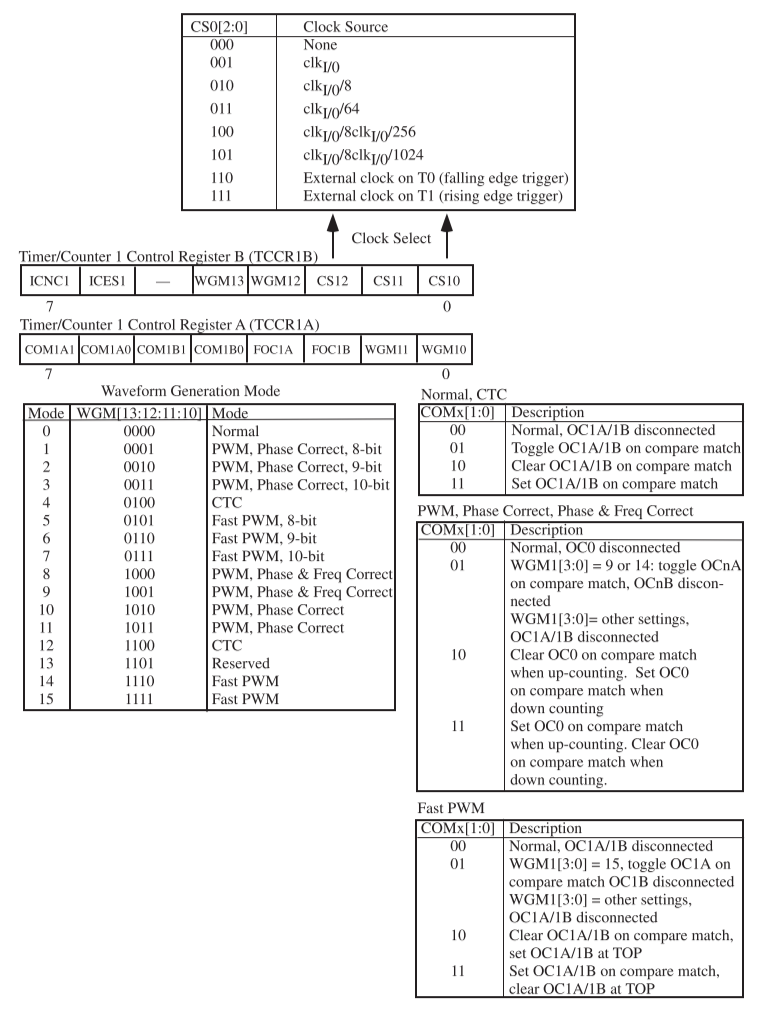 CS0[2:0] Clock Source
000 None
001 clkI/0
010 clkI/0/8
011 clkI/0/64
100 clkI/0/8clkI/0/256
101 clkI/0/8clkI/0/1024
110 External clock on T0 (falling edge trigger)
111 External clock on T1 (rising edge trigger)
Clock Select
Timer/Counter 1 Control Register B (TCCR1B)
ICNC1 ICES1 — WGM13 WGM12 CS12 CS11 CS10
7 0
Timer/Counter 1 Control Register A (TCCR1A)
COM1A1 COM1A0 COM1B1 COM1B0 FOC1A FOC1B WGM11 WGM10
7 0
Waveform Generation Mode
Mode WGM[13:12:11:10] Mode
0 0000 Normal
1 0001 PWM, Phase Correct, 8-bit
2 0010 PWM, Phase Correct, 9-bit
3 0011 PWM, Phase Correct, 10-bit
4 0100 CTC
5 0101 Fast PWM, 8-bit
6 0110 Fast PWM, 9-bit
7 0111 Fast PWM, 10-bit
8 1000 PWM, Phase & Freq Correct
9 1001 PWM, Phase & Freq Correct
10 1010 PWM, Phase Correct
11 1011 PWM, Phase Correct
12 1100 CTC
13 1101 Reserved
14 1110 Fast PWM
15 1111 Fast PWM
Normal, CTC
COMx[1:0] Description
00 Normal, OC1A/1B disconnected
01 Toggle OC1A/1B on compare match
10 Clear OC1A/1B on compare match
11 Set OC1A/1B on compare match
PWM, Phase Correct, Phase & Freq Correct
COMx[1:0] Description
00 Normal, OC0 disconnected
01 WGM1[3:0] = 9 or 14: toggle OCnA
on compare match, OCnB discon-
nected
WGM1[3:0]= other settings,
OC1A/1B disconnected
10 Clear OC0 on compare match
when up-counting. Set OC0
on compare match when
down counting
11 Set OC0 on compare match
when up-counting. Clear OC0
on compare match when
down counting.
Fast PWM
COMx[1:0] Description
00 Normal, OC1A/1B disconnected
01 WGM1[3:0] = 15, toggle OC1A on
compare match OC1B disconnected
WGM1[3:0] = other settings,
OC1A/1B disconnected
10 Clear OC1A/1B on compare match,
set OC1A/1B at TOP
11 Set OC1A/1B on compare match,
clear OC1A/1B at TOP